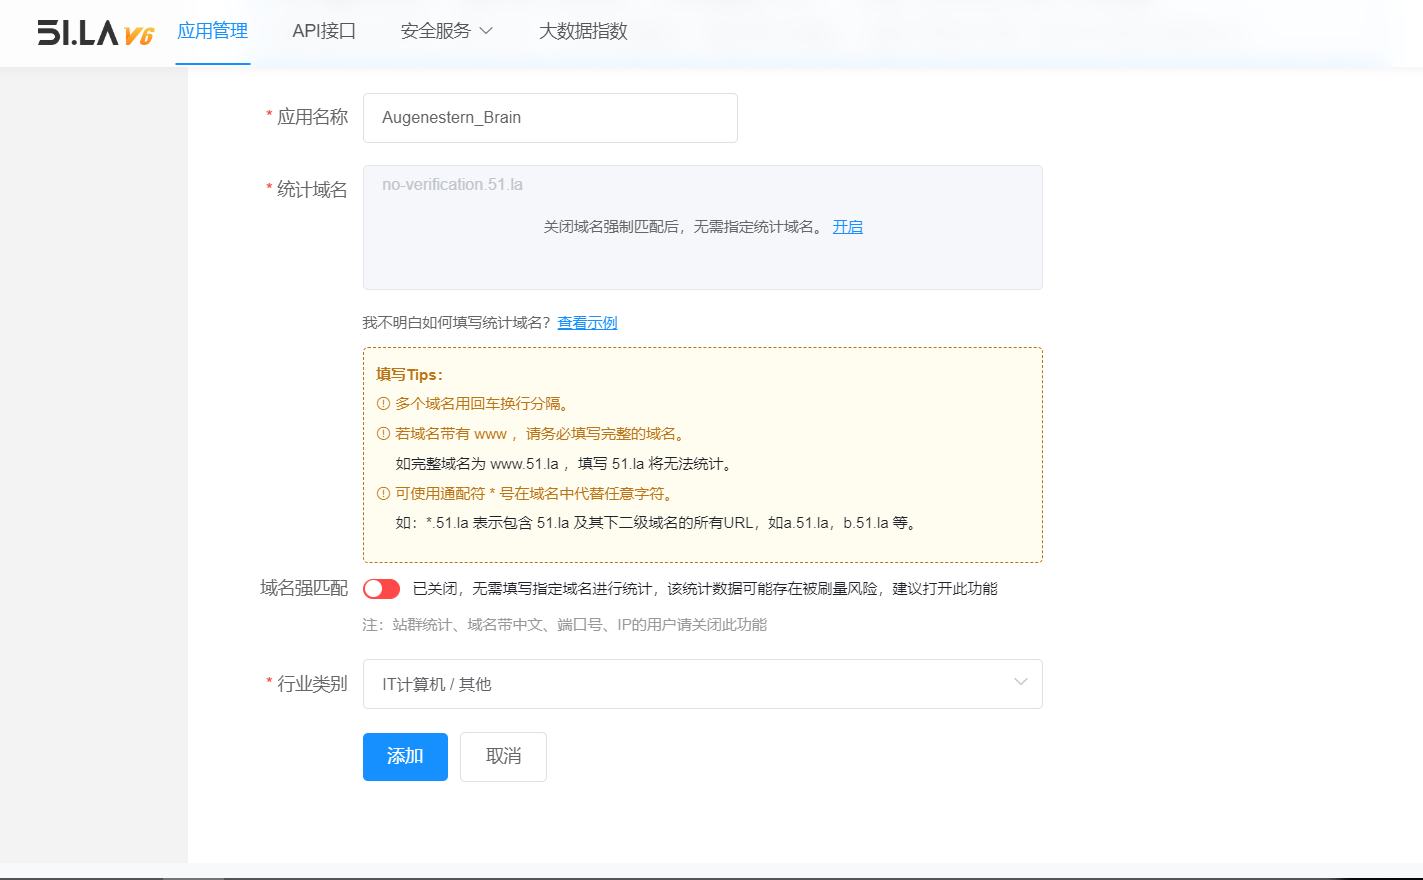 51.LA V6 应用管理 API接口 安全服务 大数据指数
* 应用名称 Augenestern_Brain
* 统计域名 no-verification.51.la
关闭域名强制匹配后，无需指定统计域名。 开启
我不明白如何填写统计域名？ 查看示例
填写Tips：
多个域名用回车换行分隔。
若域名带有 www ，请务必填写完整的域名。
如完整域名为 www.51.la ，填写 51.la 将无法统计。
可使用通配符 * 号在域名中代替任意字符。
如：*.51.la 表示包含 51.la 及其下二级域名的所有URL，如a.51.la，b.51.la 等。
域名强匹配 已关闭，无需填写指定域名进行统计，该统计数据可能存在被刷量风险，建议打开此功能
注：站群统计、域名带中文、端口号、IP的用户请关闭此功能
* 行业类别 IT计算机 / 其他
添加 取消